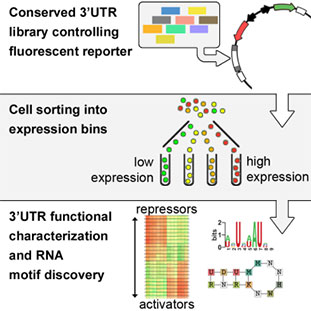 Conserved 3'UTR
library controlling
fluorescent reporter
Cell sorting into
expression bins
low
expression
high
expression
3'UTR functional
characterization
and RNA
motif discovery
repressors
activators
bits
U D U M
R N R K